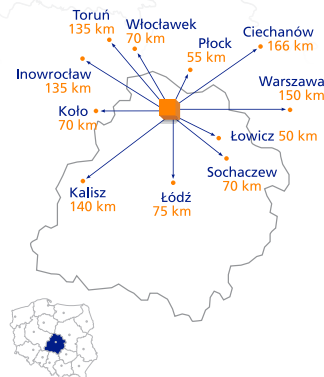 Toruń
135 km
Włocławek
70 km
Płock
55 km
Ciechanów
166 km
Inowrocław
135 km
Warszawa
150 km
Koło
70 km
Łowicz 50 km
Sochaczew
70 km
Kalisz
140 km
Łódź
75 km